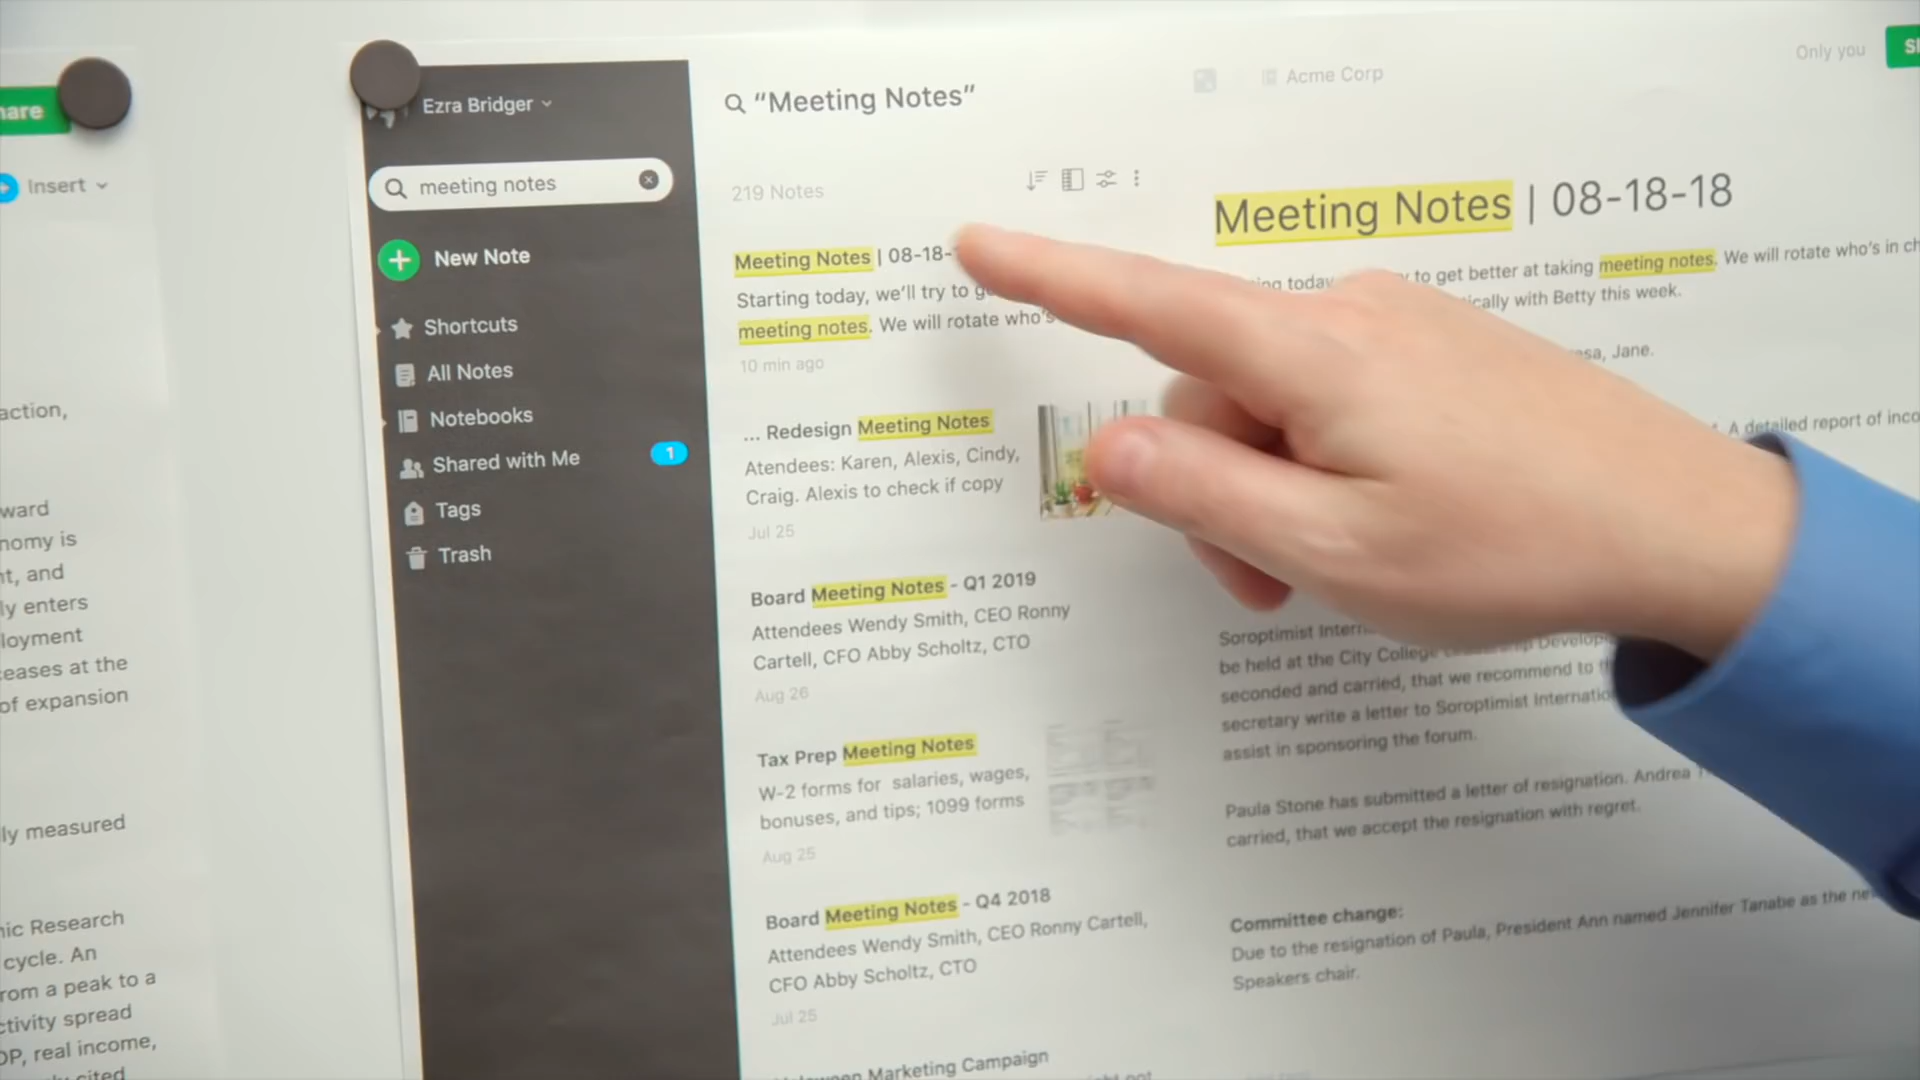 are
Insert
action,
ward
nomy is
nt, and
ly enters
loyment
eases at the
of expansion
ly measured
nic Research
cycle. An
rom a peak to a
ctivity spread
DP, real income,
cited
Ezra Bridger
meeting notes
New Note
Shortcuts
All Notes
Notebooks
Shared with Me
1
Tags
Trash
"Meeting Notes"
219 Notes
Meeting Notes | 08-18-
Starting today, we'll try to
meeting notes. We will rotate who's
10 min ago
... Redesign Meeting Notes
Atendees: Karen, Alexis, Cindy,
Craig. Alexis to check if copy
Jul 25
Board Meeting Notes - Q1 2019
Attendees Wendy Smith, CEO Ronny
Cartell, CFO Abby Scholtz, CTO
Aug 26
Tax Prep Meeting Notes
W-2 forms for salaries, wages,
bonuses, and tips; 1099 forms
Aug 25
Board Meeting Notes - Q4 2018
Attendees Wendy Smith, CEO Ronny Cartell,
CFO Abby Scholtz, CTO
Jul 25
Marketing Campaign
Acme Corp
Only you
Meeting Notes | 08-18-18
today to get better at taking meeting notes. We will rotate who's in
with Betty this week.
Jane.
A detailed report of
Soroptimist
be held at the City College
seconded and carried, that we recommend to
secretary write a letter to Soroptimist
assist in sponsoring the forum.
Paula Stone has submitted a letter of resignation. Andrea
carried, that we accept the resignation with regret.
Committee change:
Due to the resignation of Paula, President Ann named Jennifer Tanabe as the
Speakers chair.